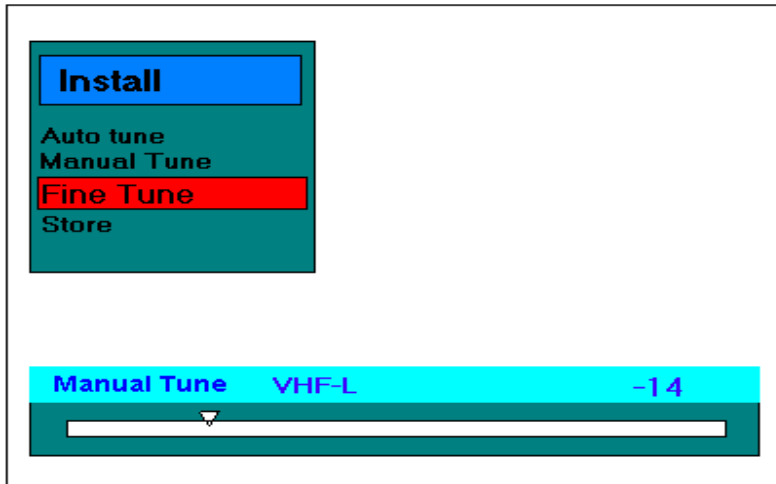 Install
Auto tune
Manual Tune
Fine Tune
Store
Manual Tune VHF-L -14